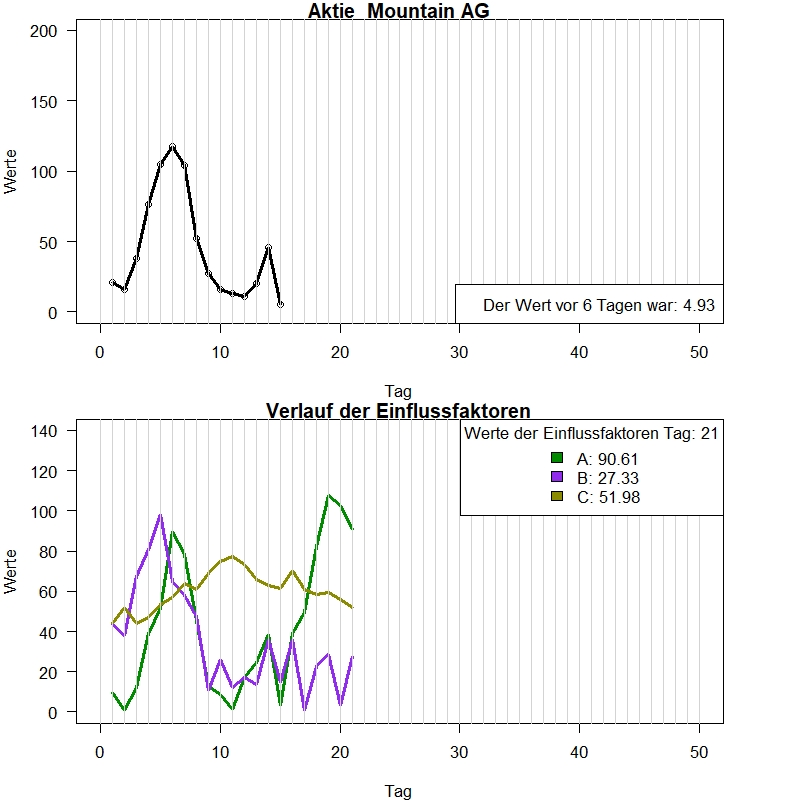 Aktie  Mountain AG
Werte
200
150
100
50
0
Der Wert vor 6 Tagen war: 4.93
0 10 20 30 40 50
Tag
Verlauf der Einflussfaktoren
Werte
140
120
100
80
60
40
20
0
Werte der Einflussfaktoren Tag: 21
A: 90.61
B: 27.33
C: 51.98
0 10 20 30 40 50
Tag